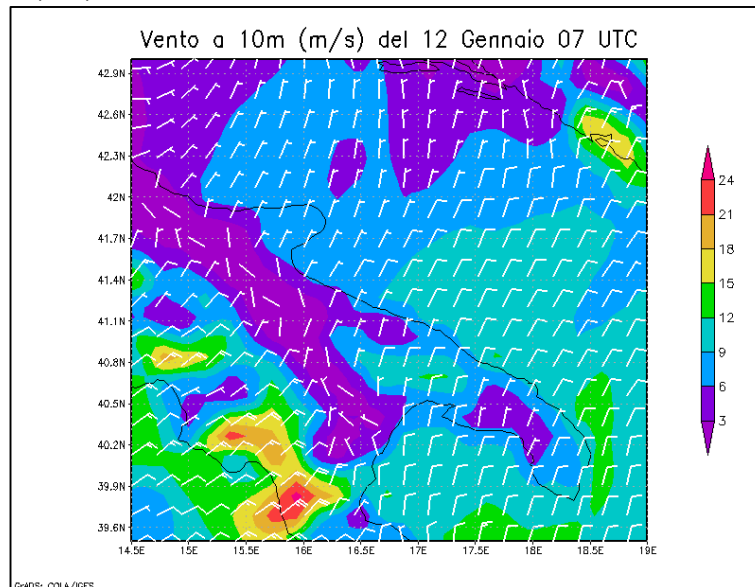 Vento a 10m (m/s) del 12 Gennaio 07 UTC
42.9N
42.6N
42.3N
42N
41.7N
41.4N
41.1N
40.8N
40.5N
40.2N
39.9N
39.6N
14.5E 15E 15.5E 16E 16.5E 17E 17.5E 18E 18.5E 19E
24
21
18
15
12
9
6
3
GrADS: COLA/IGES